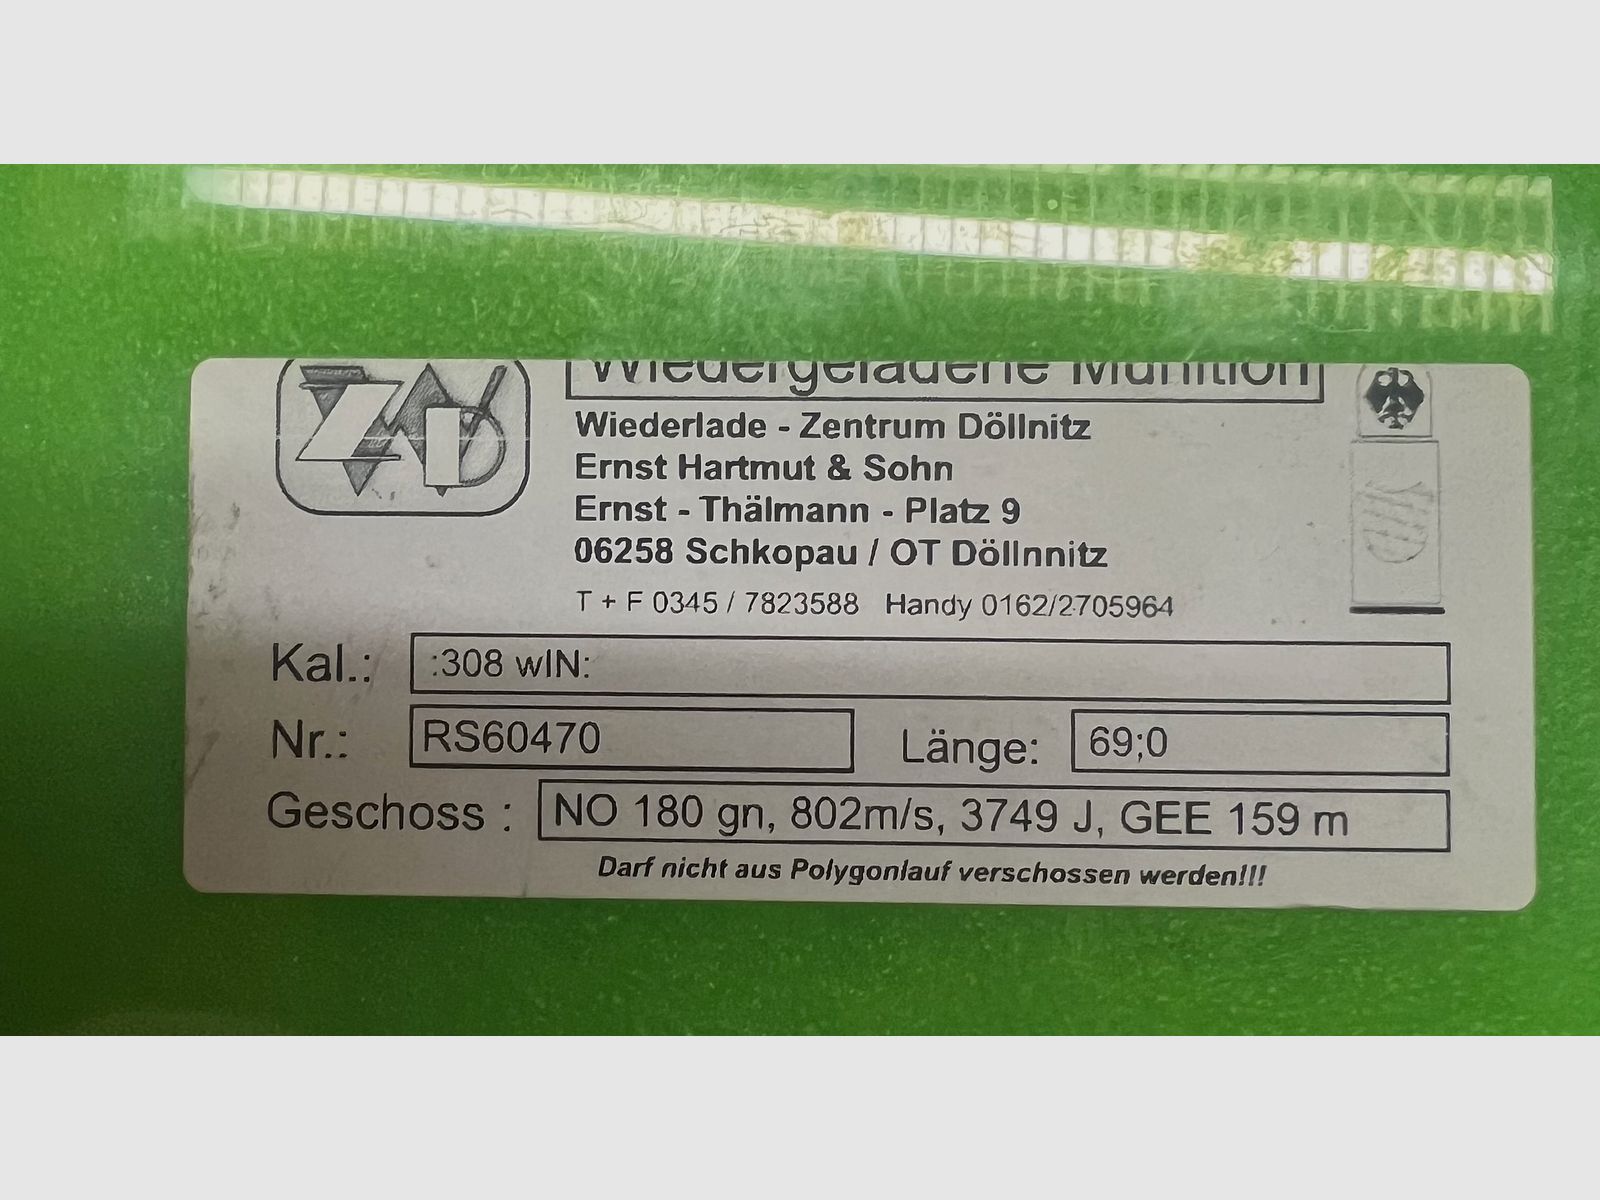 Wiedergeladene Munition
Wiederlade - Zentrum Döllnitz
Ernst Hartmut & Sohn
Ernst - Thälmann - Platz 9
06258 Schkopau / OT Döllnnitz
T + F 0345 / 7823588 Handy 0162/2705964
Kal.: :308 wIN:
Nr.: RS60470 Länge: 69;0
Geschoss : NO 180 gn, 802m/s, 3749 J, GEE 159 m
Darf nicht aus Polygonlauf verschossen werden!!!